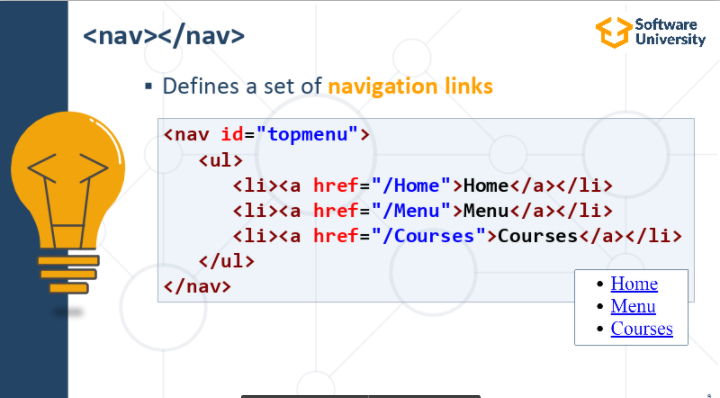 <nav></nav>
Software
University
▪ Defines a set of navigation links
<nav id="topmenu">
<ul>
<li><a href="/Home">Home</a></li>
<li><a href="/Menu">Menu</a></li>
<li><a href="/Courses">Courses</a></li>
</ul>
</nav>
• Home
• Menu
• Courses